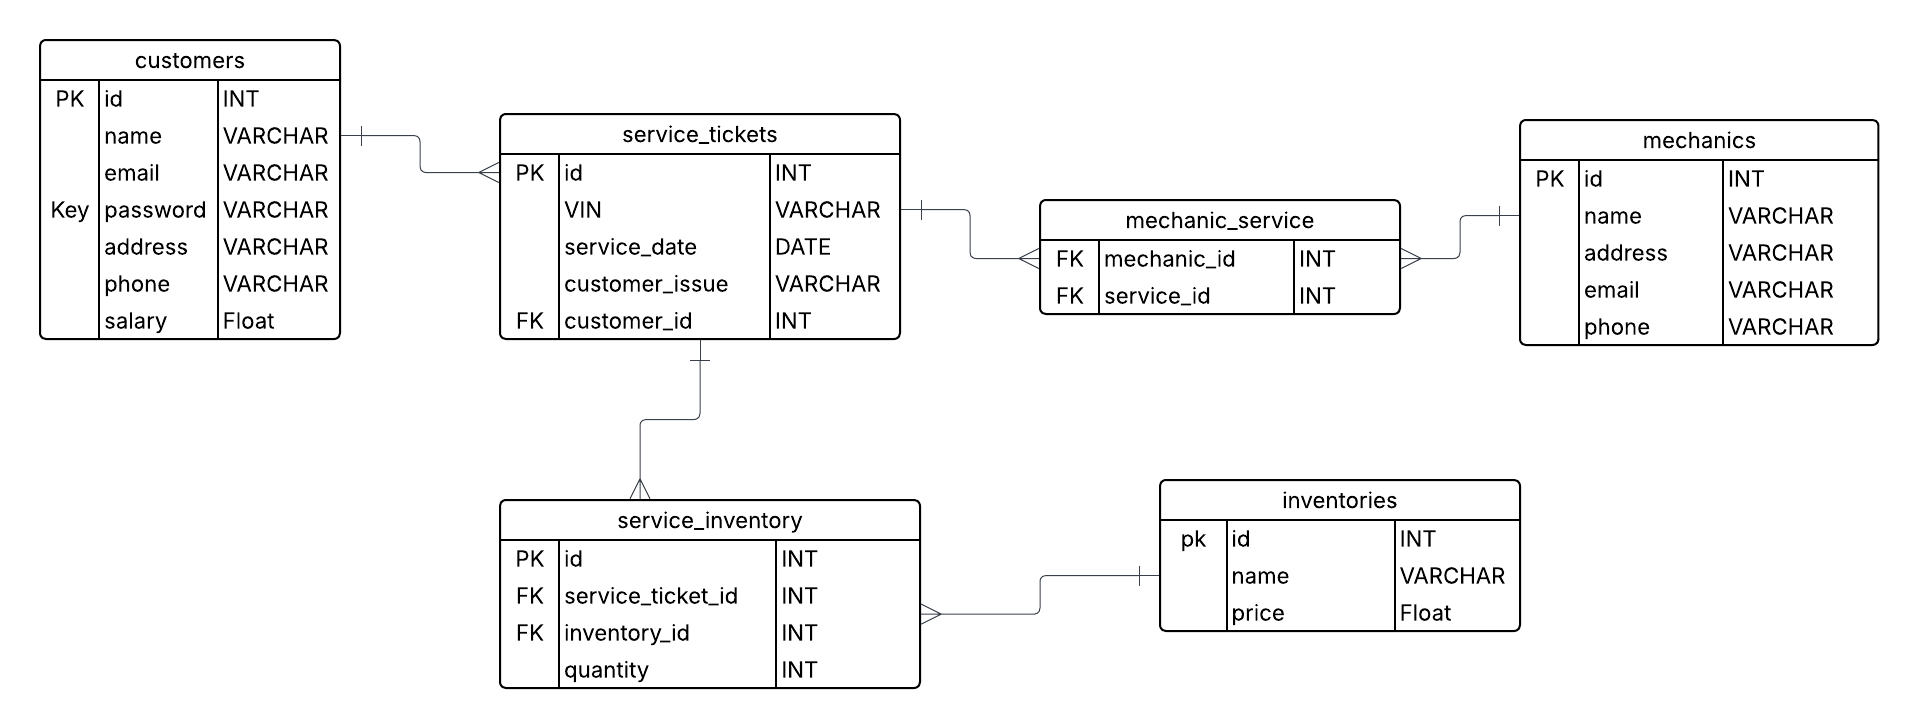 customers
PK id INT
name VARCHAR
email VARCHAR
Key password VARCHAR
address VARCHAR
phone VARCHAR
salary Float
service_tickets
PK id INT
VIN VARCHAR
service_date DATE
customer_issue VARCHAR
FK customer_id INT
mechanic_service
FK mechanic_id INT
FK service_id INT
mechanics
PK id INT
name VARCHAR
address VARCHAR
email VARCHAR
phone VARCHAR
service_inventory
PK id INT
FK service_ticket_id INT
FK inventory_id INT
quantity INT
inventories
pk id INT
name VARCHAR
price Float